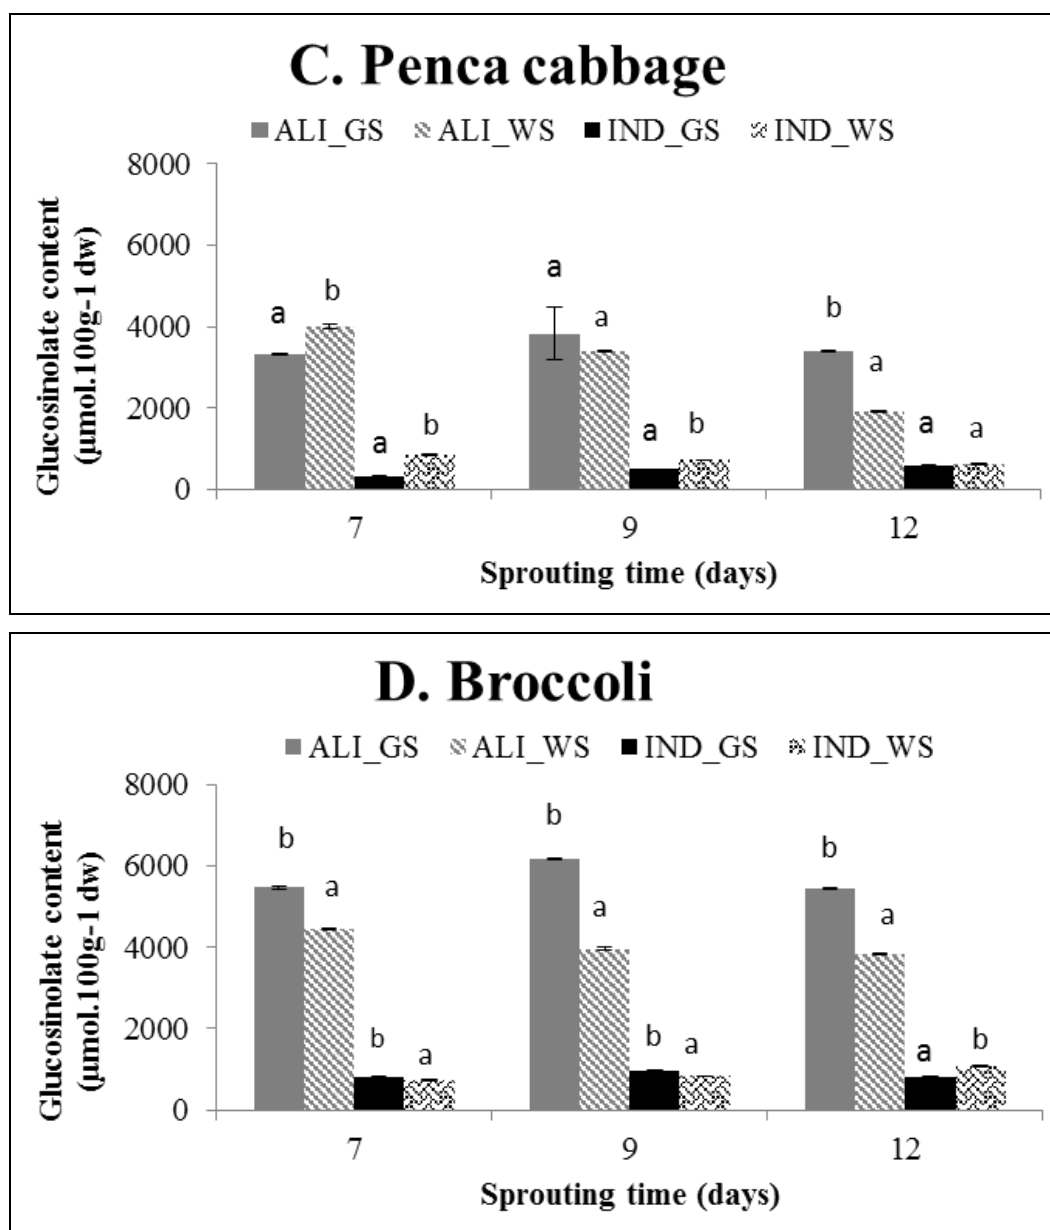 C. Penca cabbage
ALI_GS ALI_WS IND_GS IND_WS
8000
6000
4000
2000
0
Glucosinolate content
(µmol.100g-1 dw)
a b a b
a a a b
b a a a
7 9 12
Sprouting time (days)
D. Broccoli
ALI_GS ALI_WS IND_GS IND_WS
8000
6000
4000
2000
0
Glucosinolate content
(µmol.100g-1 dw)
b a b a
b a b a
b a a b
7 9 12
Sprouting time (days)